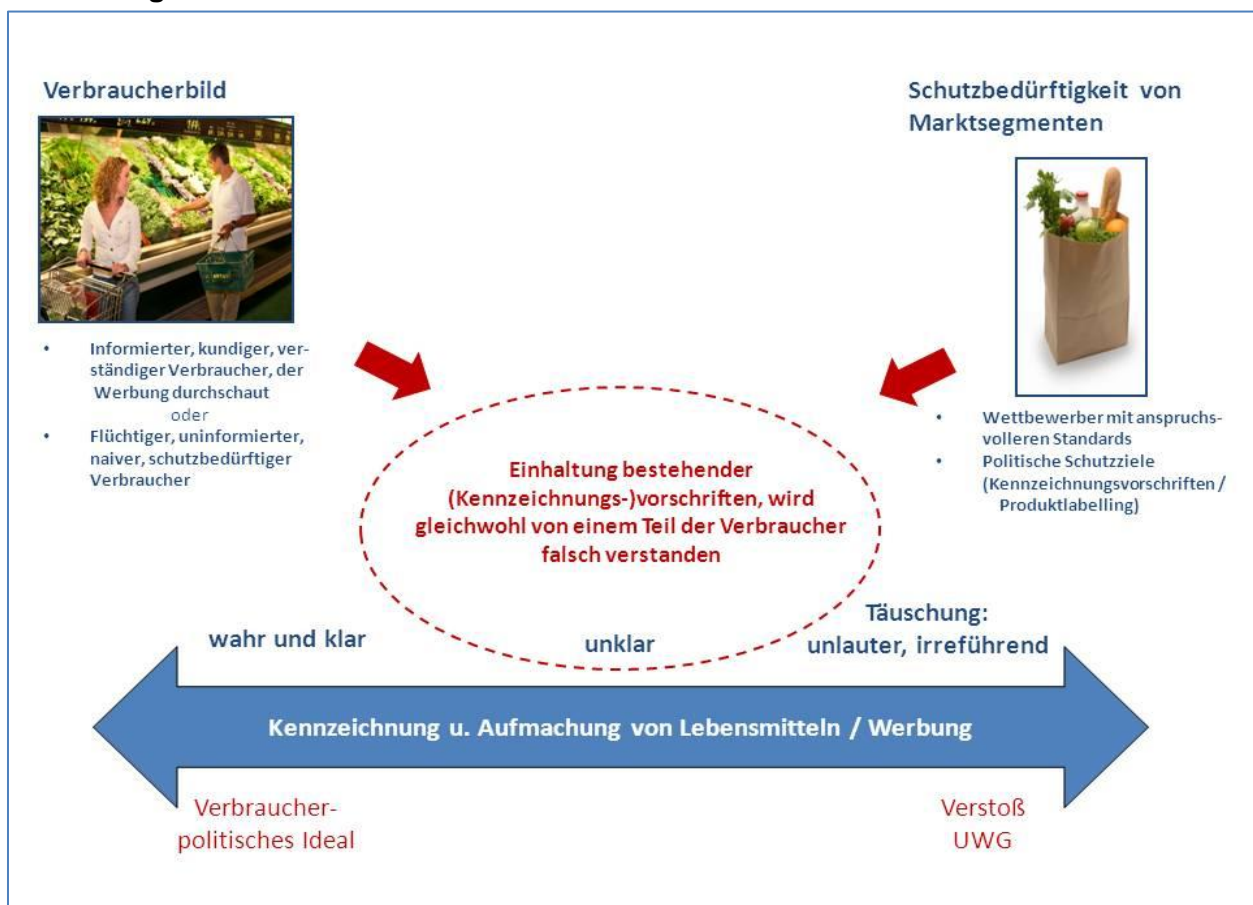 Verbraucherbild
Schutzbedürftigkeit von
Marktsegmenten
• Informierter, kundiger, ver-
ständiger Verbraucher, der
Werbung durchschaut
oder
• Flüchtiger, uninformierter,
naiver, schutzbedürftiger
Verbraucher
• Wettbewerber mit anspruchs-
volleren Standards
• Politische Schutzziele
(Kennzeichnungsvorschriften /
Produktlabelling)
Einhaltung bestehender
(Kennzeichnungs-)vorschriften, wird
gleichwohl von einem Teil der Verbraucher
falsch verstanden
wahr und klar
unklar
Täuschung:
unlauter, irreführend
Kennzeichnung u. Aufmachung von Lebensmitteln / Werbung
Verbraucher-
politisches Ideal
Verstoß
UWG